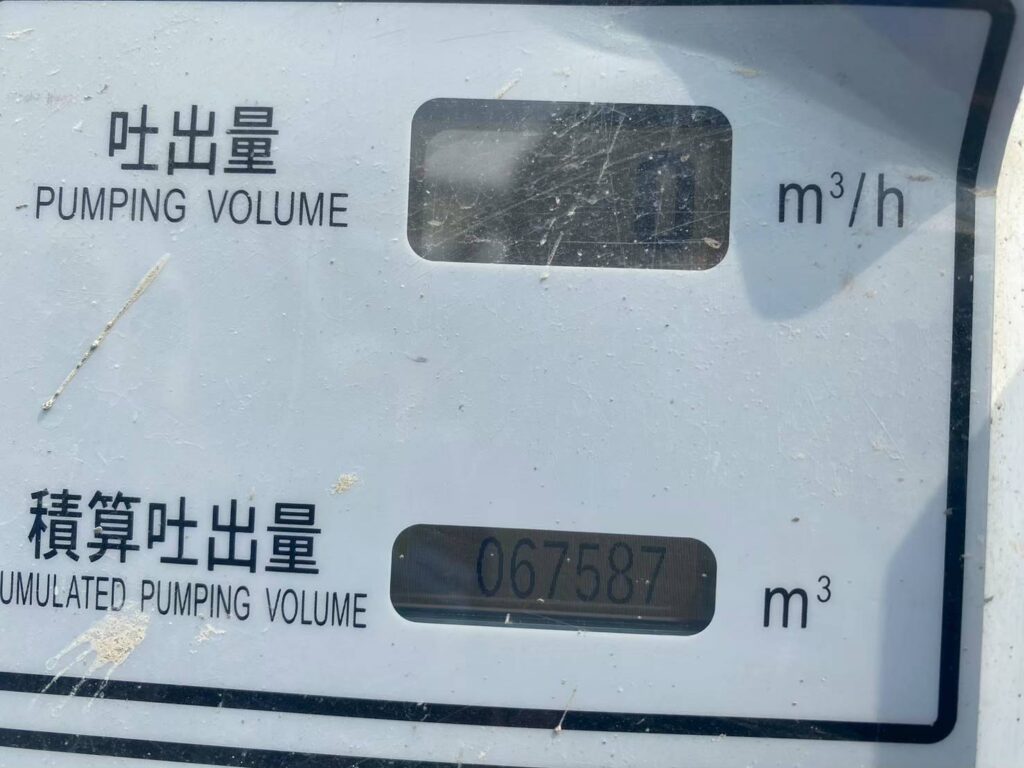 吐出量
PUMPING VOLUME
0
m³/h
積算吐出量
UMULATED PUMPING VOLUME
067587
m³